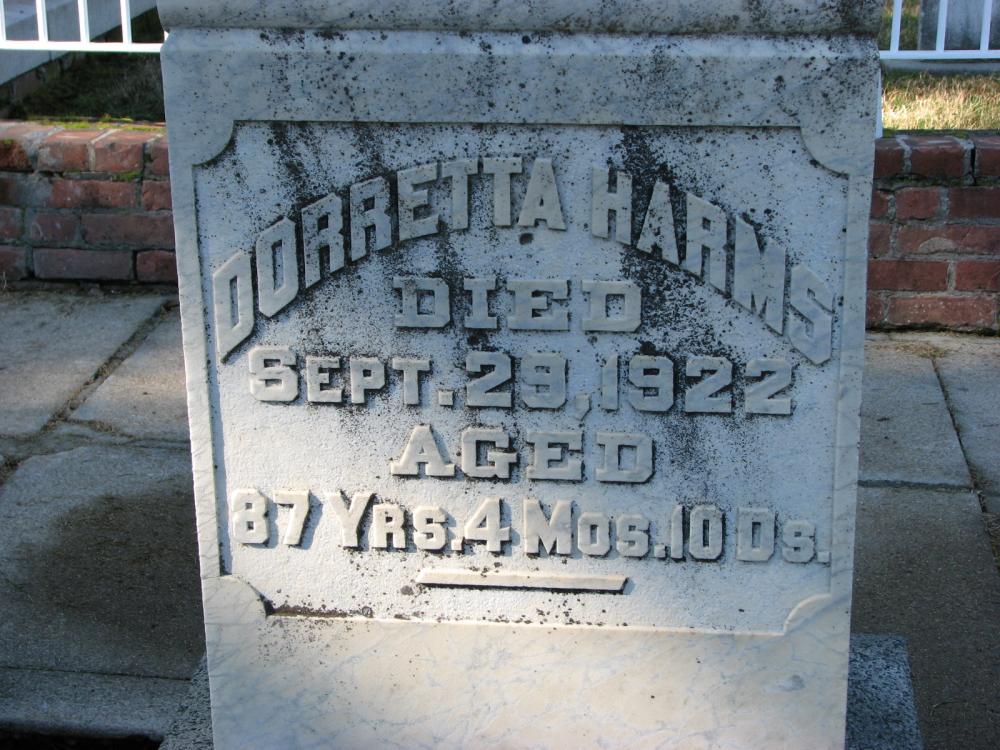 DORRETTA HARMS
DIED
SEPT. 29, 1922
AGED
87 YRS. 4 MOS. 10 DS.